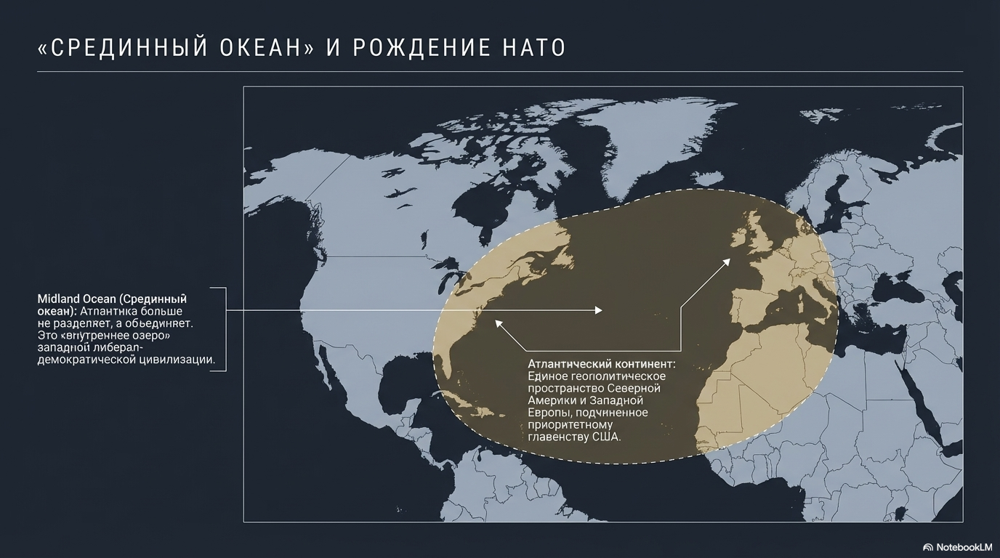 «СРЕДИННЫЙ ОКЕАН» И РОЖДЕНИЕ НАТО
Midland Ocean (Срединный
океан): Атлантика больше
не разделяет, а объединяет.
Это «внутреннее озеро»
западной либерал-
демократической цивилизации.
Атлантический континент:
Единое геополитическое
пространство Северной
Америки и Западной
Европы, подчиненное
приоритетному
главенству США.
NotebookLM